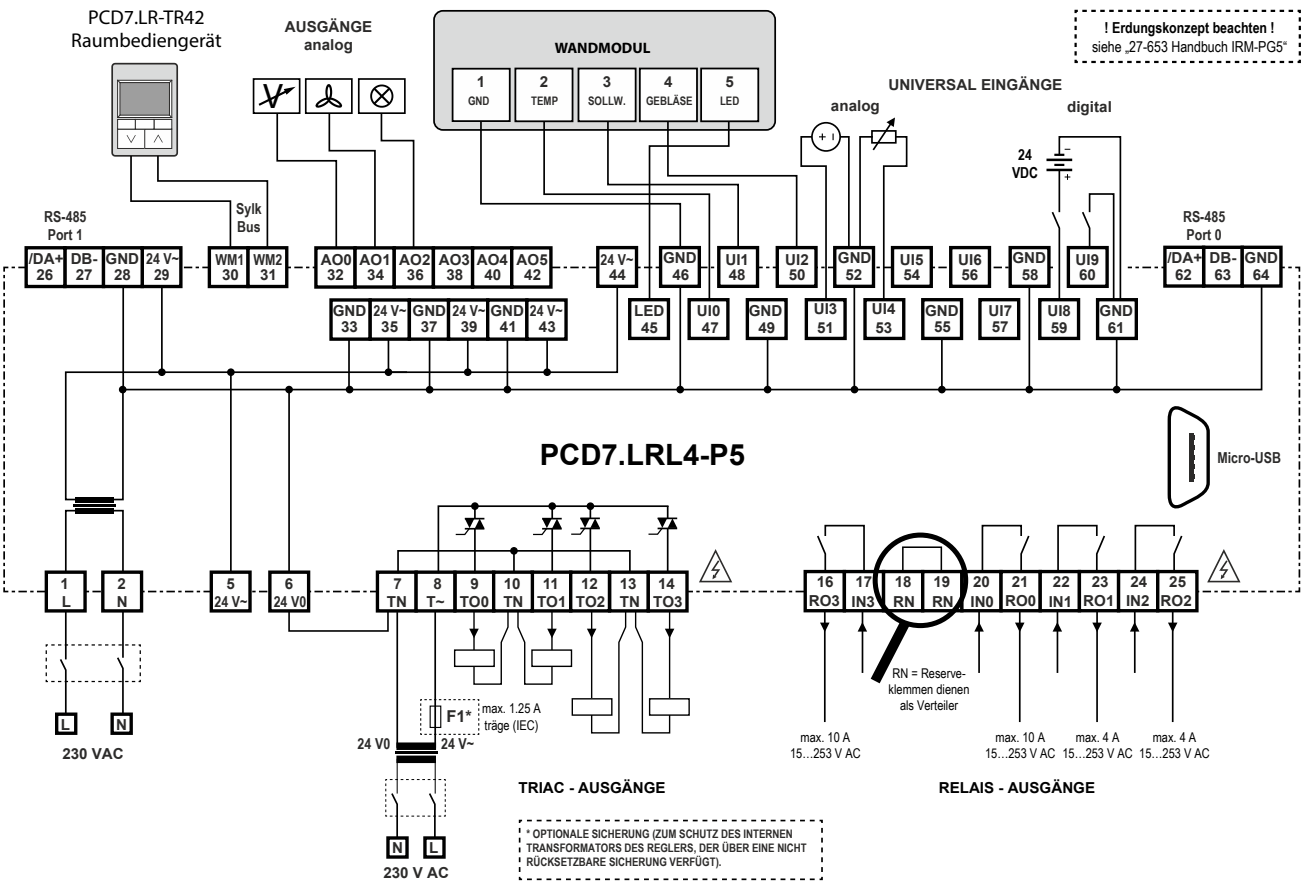 PCD7.LR-TR42
Raumbediengerät
AUSGÄNGE
analog
WANDMODUL
1
GND
2
TEMP
3
SOLLW.
4
GEBLÄSE
5
LED
! Erdungskonzept beachten !
siehe „27-653 Handbuch IRM-PG5“
UNIVERSAL EINGÄNGE
analog
digital
24
VDC
RS-485
Port 1
Sylk
Bus
RS-485
Port 0
/DA+
26
DB-
27
GND
28
24 V~
29
WM1
30
WM2
31
AO0
32
AO1
34
AO2
36
AO3
38
AO4
40
AO5
42
24 V~
44
GND
46
UI1
48
UI2
50
GND
52
UI5
54
UI6
56
GND
58
UI9
60
/DA+
62
DB-
63
GND
64
GND
33
24 V~
35
GND
37
24 V~
39
GND
41
24 V~
43
LED
45
UI0
47
GND
49
UI3
51
UI4
53
GND
55
UI7
57
UI8
59
GND
61
PCD7.LRL4-P5
Micro-USB
1
L
2
N
5
24 V~
6
24 V0
7
TN
8
T~
9
TO0
10
TN
11
TO1
12
TO2
13
TN
14
TO3
16
RO3
17
IN3
18
RN
19
RN
20
IN0
21
RO0
22
IN1
23
RO1
24
IN2
25
RO2
L
N
230 VAC
F1*
max. 1.25 A
träge (IEC)
24 V0
24 V~
N
L
230 V AC
RN = Reserve-
klemmen dienen
als Verteiler
max. 10 A
15...253 V AC
max. 10 A
15...253 V AC
max. 4 A
15...253 V AC
max. 4 A
15...253 V AC
TRIAC - AUSGÄNGE
RELAIS - AUSGÄNGE
* OPTIONALE SICHERUNG (ZUM SCHUTZ DES INTERNEN
TRANSFORMATORS DES REGLERS, DER ÜBER EINE NICHT
RÜCKSETZBARE SICHERUNG VERFÜGT).